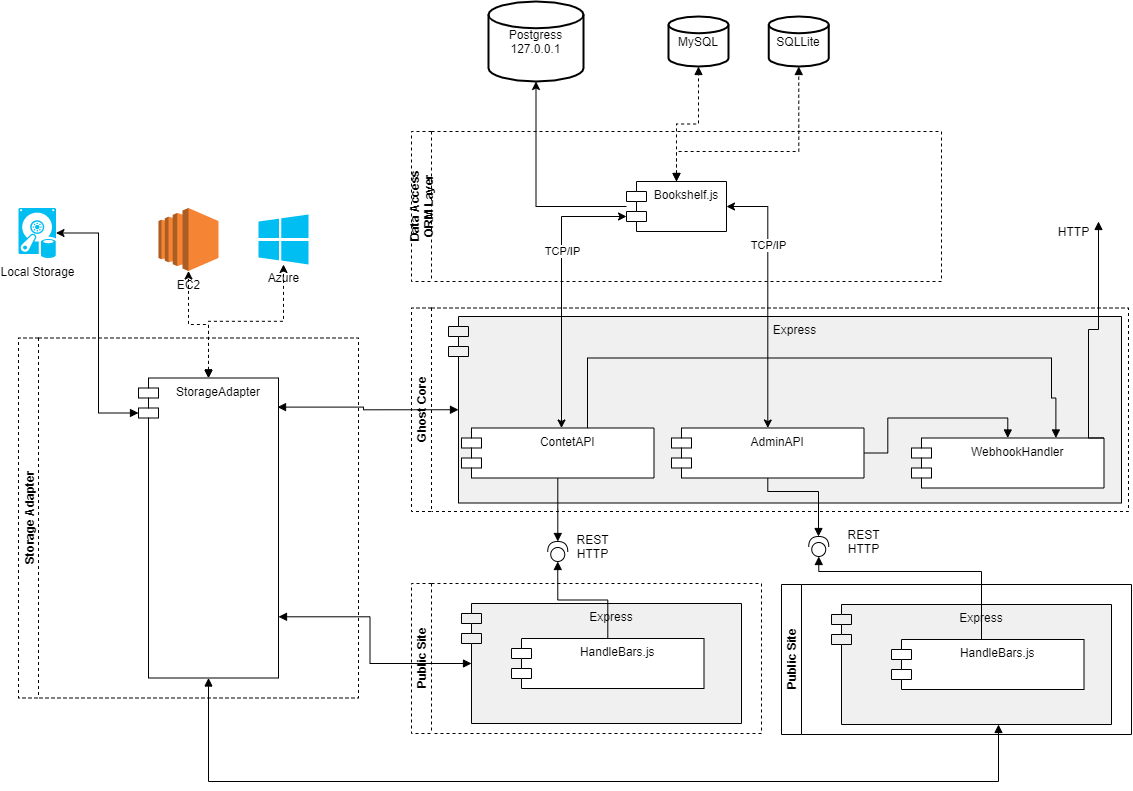 Postgress
127.0.0.1
MySQL
SQLLite
Data Access
ORM Layer
Bookshelf.js
TCP/IP
TCP/IP
HTTP
Local Storage
EC2
Azure
Ghost Core
Express
Storage Adapter
StorageAdapter
ContetAPI
AdminAPI
WebhookHandler
REST
HTTP
REST
HTTP
Public Site
Express
HandleBars.js
Public Site
Express
HandleBars.js